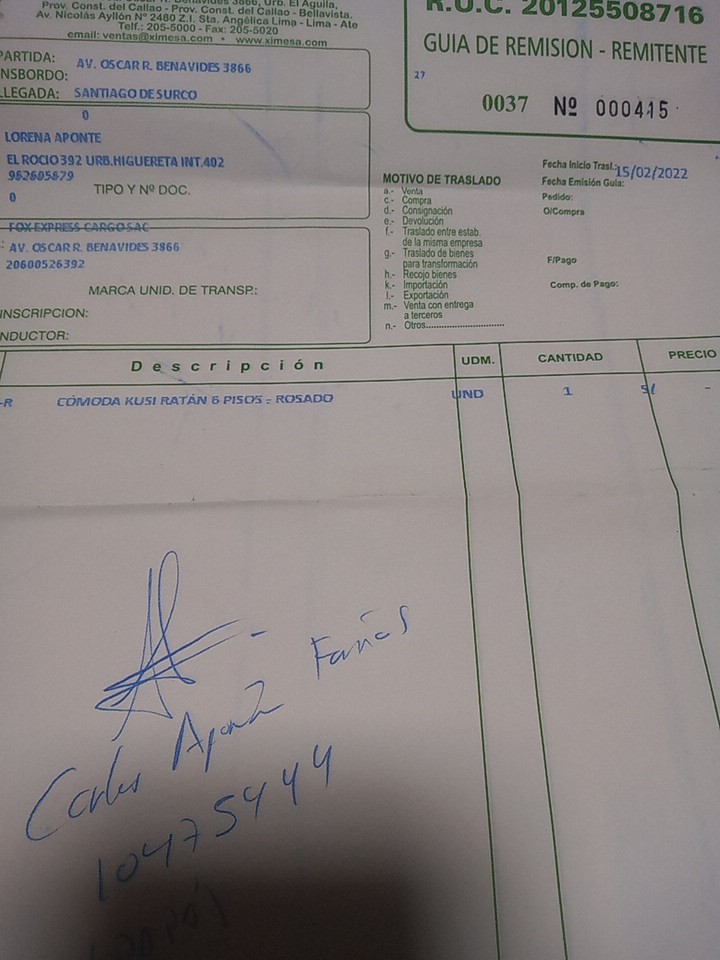 Prov. Const. del Callao - Prov. Const. del Callao - Bellavista.
Av. Nicolás Ayllón Nº 2480 Z.I. Sta. Angélica Lima - Lima - Ate
Telf.: 205-5000 - Fax: 205-5020
email: ventas@ximesa.com • www.ximesa.com
R.U.C. 20125508716
GUIA DE REMISION - REMITENTE
27
0037 Nº 000415
PARTIDA: AV. OSCAR R. BENAVIDES 3866
NSBORDO:
LLEGADA: SANTIAGO DE SURCO
0
LORENA APONTE
EL ROCIO 392 URB.HIGUERETA INT.402
962605879
TIPO Y Nº DOC.
0
FOX EXPRESS CARGO SAC
: AV. OSCAR R. BENAVIDES 3866
20600526392
MARCA UNID. DE TRANSP.:
INSCRIPCION:
NDUCTOR:
MOTIVO DE TRASLADO
a.- Venta
c.- Compra
d.- Consignación
e.- Devolución
f.- Traslado entre estab.
de la misma empresa
g.- Traslado de bienes
para transformación
h.- Recojo bienes
k.- Importación
l.- Exportación
m.- Venta con entrega
a terceros
n.- Otros..............................
Fecha Inicio Trasl.: 15/02/2022
Fecha Emisión Guía:
Pedido:
O/Compra
F/Pago
Comp. de Pago:
Descripción UDM. CANTIDAD PRECIO
-R CÓMODA KUSI RATÁN 6 PISOS - ROSADO UND 1 S/ -
Carlos Aponte Farías
10475444